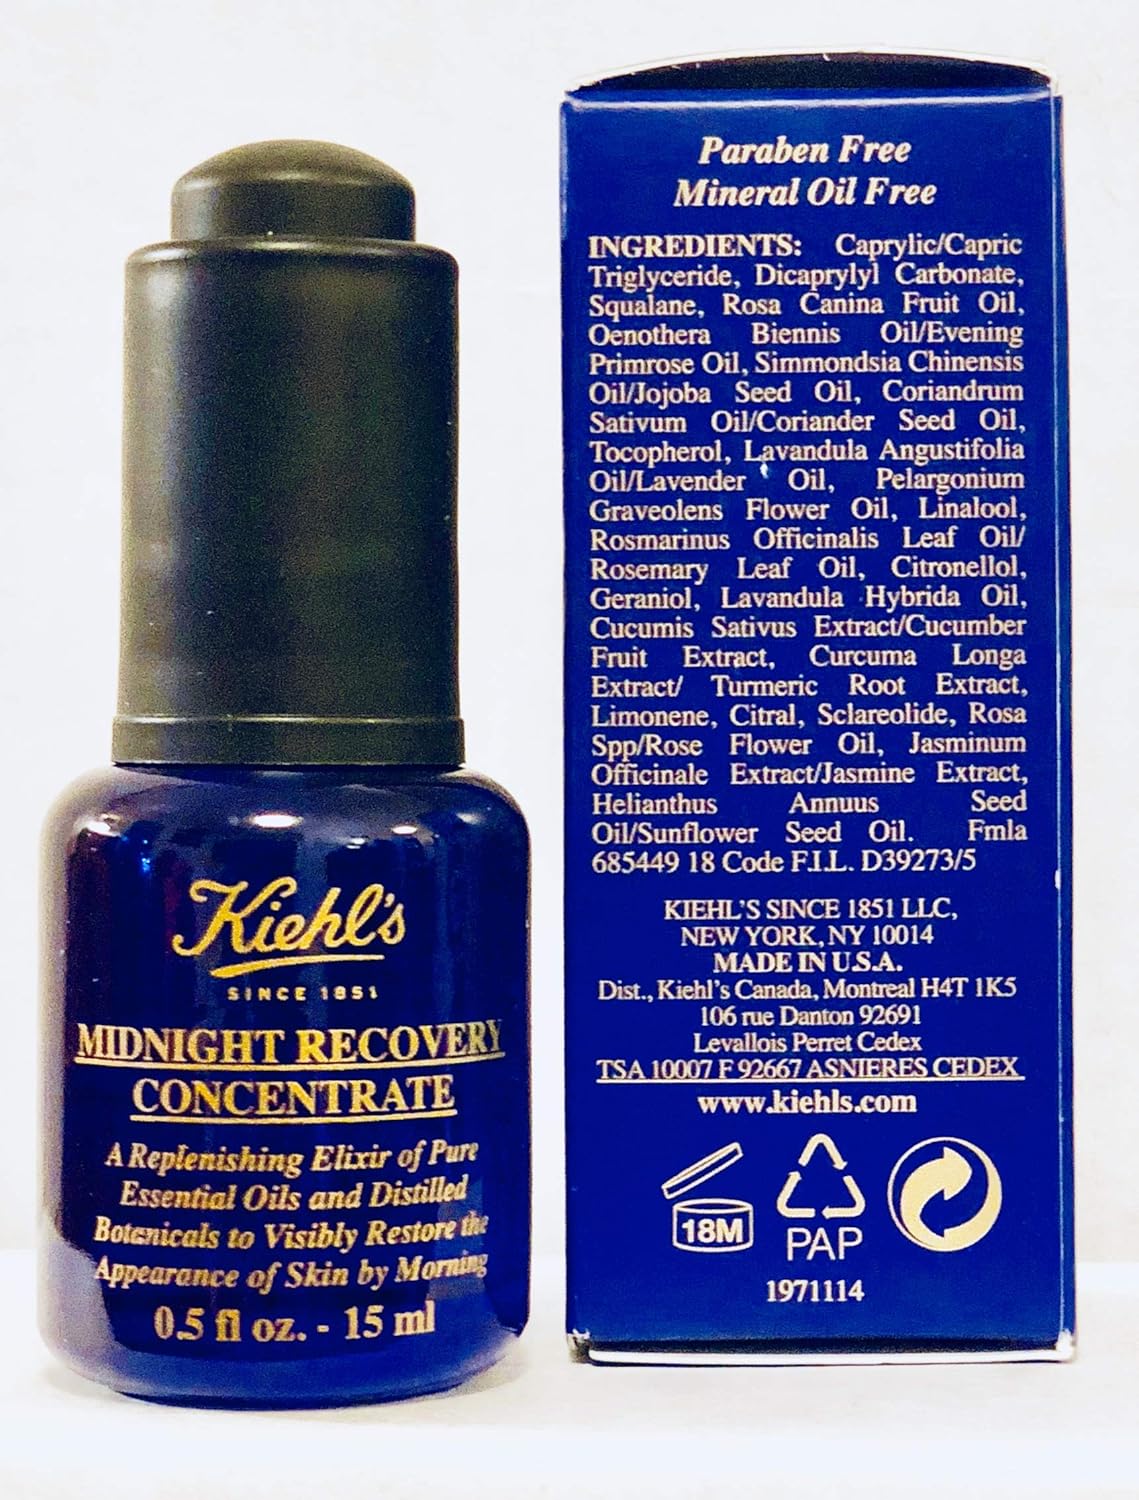 Kiehl's
SINCE 1851
MIDNIGHT RECOVERY
CONCENTRATE
A Replenishing Elixir of Pure
Essential Oils and Distilled
Botanicals to Visibly Restore the
Appearance of Skin by Morning
0.5 fl oz. - 15 ml
Paraben Free
Mineral Oil Free
INGREDIENTS: Caprylic/Capric
Triglyceride, Dicaprylyl Carbonate,
Squalane, Rosa Canina Fruit Oil,
Oenothera Biennis Oil/Evening
Primrose Oil, Simmondsia Chinensis
Oil/Jojoba Seed Oil, Coriandrum
Sativum Oil/Coriander Seed Oil,
Tocopherol, Lavandula Angustifolia
Oil/Lavender Oil, Pelargonium
Graveolens Flower Oil, Linalool,
Rosmarinus Officinalis Leaf Oil/
Rosemary Leaf Oil, Citronellol,
Geraniol, Lavandula Hybrida Oil,
Cucumis Sativus Extract/Cucumber
Fruit Extract, Curcuma Longa
Extract/ Turmeric Root Extract,
Limonene, Citral, Sclareolide, Rosa
Spp/Rose Flower Oil, Jasminum
Officinale Extract/Jasmine Extract,
Helianthus Annuus Seed
Oil/Sunflower Seed Oil. Fmla
685449 18 Code F.I.L. D39273/5
KIEHL'S SINCE 1851 LLC,
NEW YORK, NY 10014
MADE IN U.S.A.
Dist., Kiehl's Canada, Montreal H4T 1K5
106 rue Danton 92691
Levallois Perret Cedex
TSA 10007 F 92667 ASNIERES CEDEX
www.kiehls.com
18M
PAP
1971114